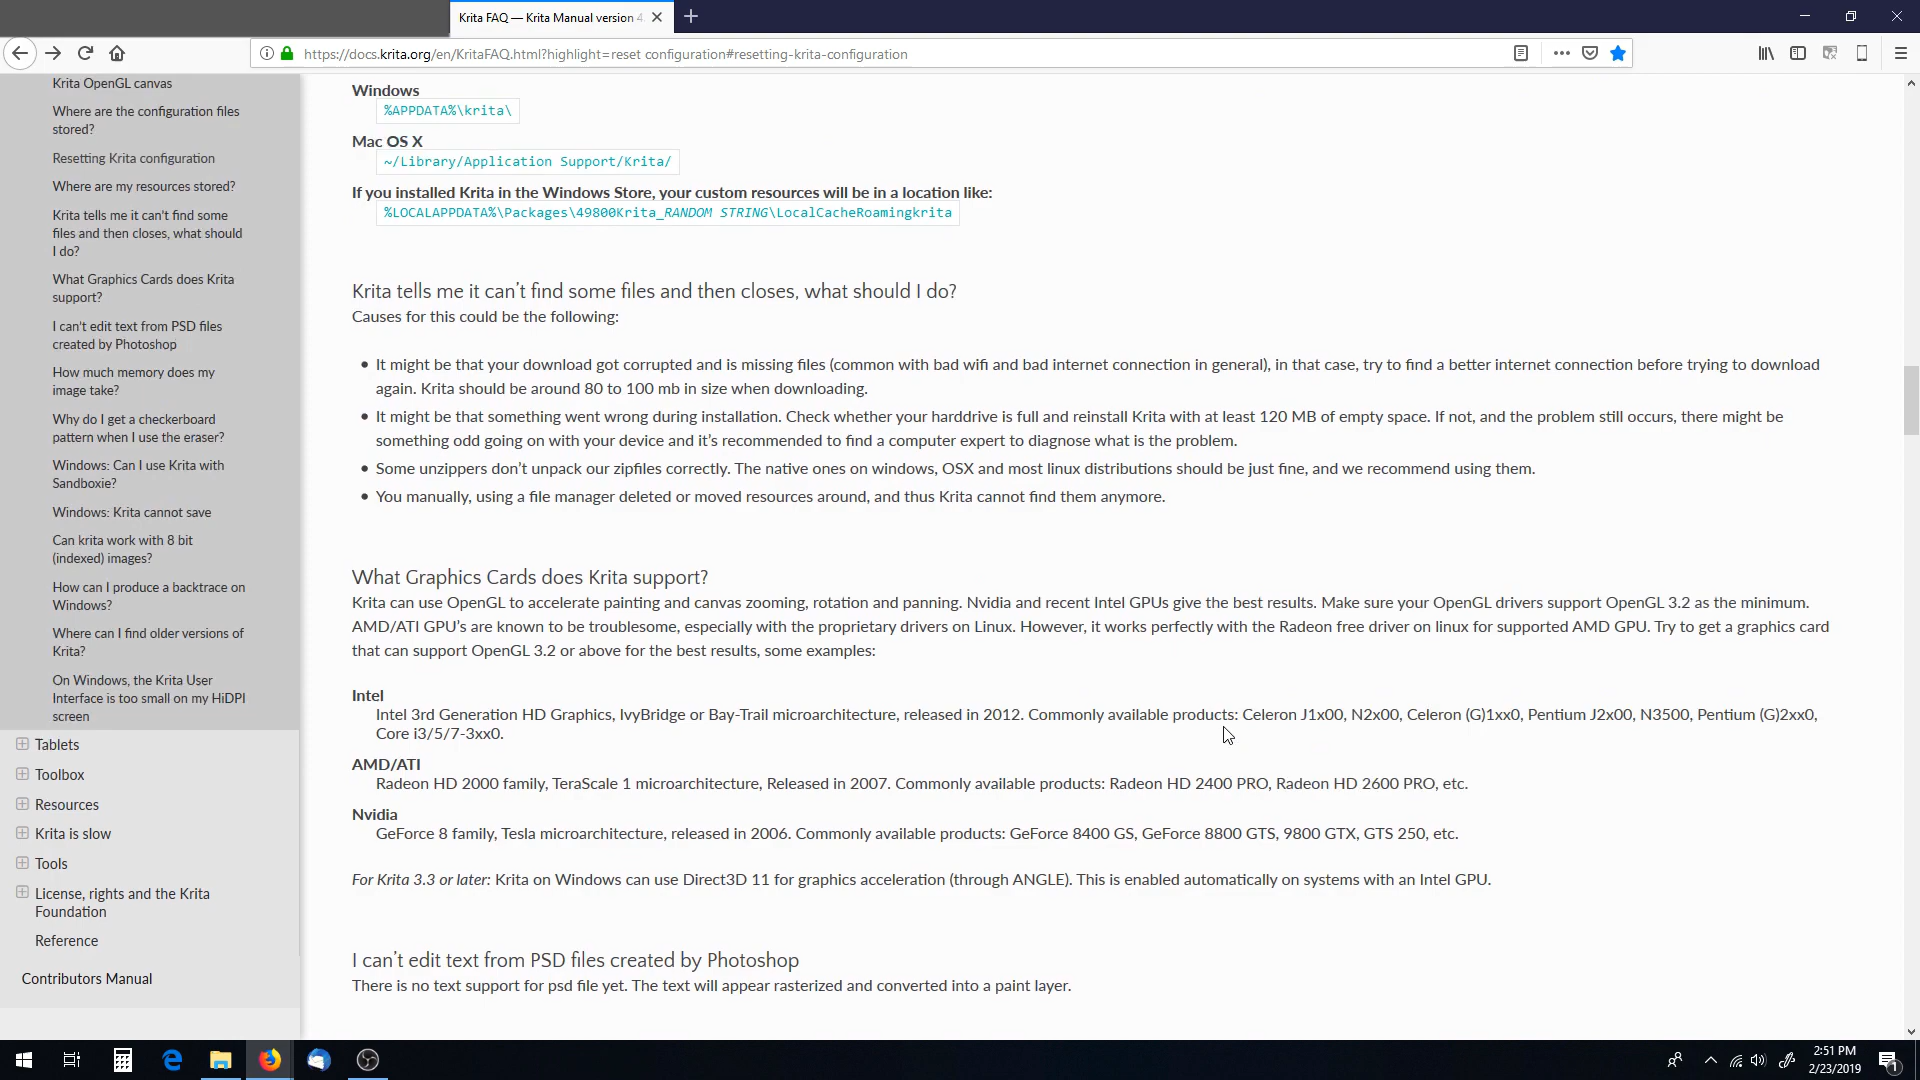 Krita FAQ — Krita Manual version 4.
https://docs.krita.org/en/KritaFAQ.html?highlight=reset configuration#resetting-krita-configuration
Krita OpenGL canvas
Where are the configuration files
stored?
Resetting Krita configuration
Where are my resources stored?
Krita tells me it can't find some
files and then closes, what should
I do?
What Graphics Cards does Krita
support?
I can't edit text from PSD files
created by Photoshop
How much memory does my
image take?
Why do I get a checkerboard
pattern when I use the eraser?
Windows: Can I use Krita with
Sandboxie?
Windows: Krita cannot save
Can krita work with 8 bit
(indexed) images?
How can I produce a backtrace on
Windows?
Where can I find older versions of
Krita?
On Windows, the Krita User
Interface is too small on my HiDPI
screen
Tablets
Toolbox
Resources
Krita is slow
Tools
License, rights and the Krita
Foundation
Reference
Contributors Manual
Windows
%APPDATA%\krita\
Mac OS X
~/Library/Application Support/Krita/
If you installed Krita in the Windows Store, your custom resources will be in a location like:
%LOCALAPPDATA%\Packages\49800Krita_RANDOM STRING\LocalCacheRoamingkrita
Krita tells me it can’t find some files and then closes, what should I do?
Causes for this could be the following:
• It might be that your download got corrupted and is missing files (common with bad wifi and bad internet connection in general), in that case, try to find a better internet connection before trying to download
again. Krita should be around 80 to 100 mb in size when downloading.
• It might be that something went wrong during installation. Check whether your harddrive is full and reinstall Krita with at least 120 MB of empty space. If not, and the problem still occurs, there might be
something odd going on with your device and it’s recommended to find a computer expert to diagnose what is the problem.
• Some unzippers don’t unpack our zipfiles correctly. The native ones on windows, OSX and most linux distributions should be just fine, and we recommend using them.
• You manually, using a file manager deleted or moved resources around, and thus Krita cannot find them anymore.
What Graphics Cards does Krita support?
Krita can use OpenGL to accelerate painting and canvas zooming, rotation and panning. Nvidia and recent Intel GPUs give the best results. Make sure your OpenGL drivers support OpenGL 3.2 as the minimum.
AMD/ATI GPU’s are known to be troublesome, especially with the proprietary drivers on Linux. However, it works perfectly with the Radeon free driver on linux for supported AMD GPU. Try to get a graphics card
that can support OpenGL 3.2 or above for the best results, some examples:
Intel
Intel 3rd Generation HD Graphics, IvyBridge or Bay-Trail microarchitecture, released in 2012. Commonly available products: Celeron J1x00, N2x00, Celeron (G)1xx0, Pentium J2x00, N3500, Pentium (G)2xx0,
Core i3/5/7-3xx0.
AMD/ATI
Radeon HD 2000 family, TeraScale 1 microarchitecture, Released in 2007. Commonly available products: Radeon HD 2400 PRO, Radeon HD 2600 PRO, etc.
Nvidia
GeForce 8 family, Tesla microarchitecture, released in 2006. Commonly available products: GeForce 8400 GS, GeForce 8800 GTS, 9800 GTX, GTS 250, etc.
For Krita 3.3 or later: Krita on Windows can use Direct3D 11 for graphics acceleration (through ANGLE). This is enabled automatically on systems with an Intel GPU.
I can’t edit text from PSD files created by Photoshop
There is no text support for psd file yet. The text will appear rasterized and converted into a paint layer.
2:51 PM
2/23/2019
1